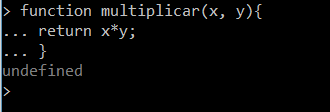 > function multiplicar(x, y){
... return x*y;
... }
undefined
>